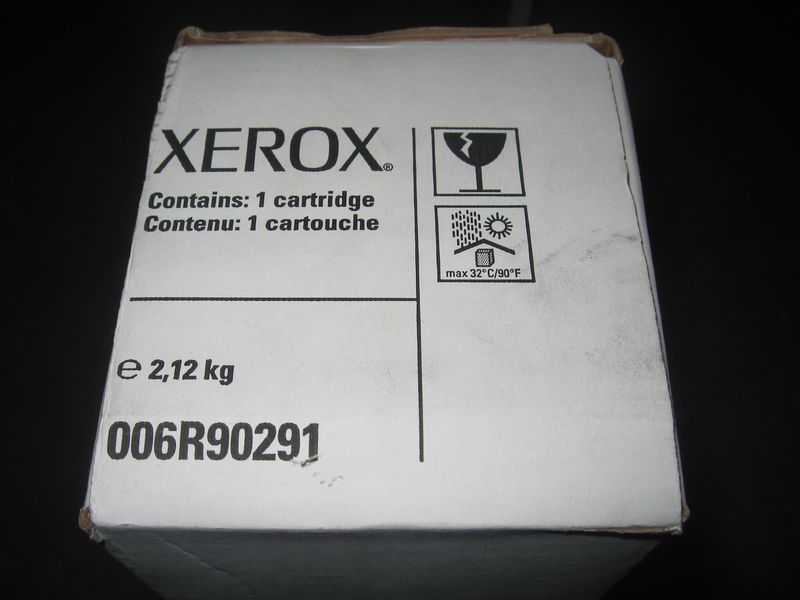 XEROX®
Contains: 1 cartridge
Contenu: 1 cartouche
max 32°C/90°F
℮ 2,12 kg
006R90291